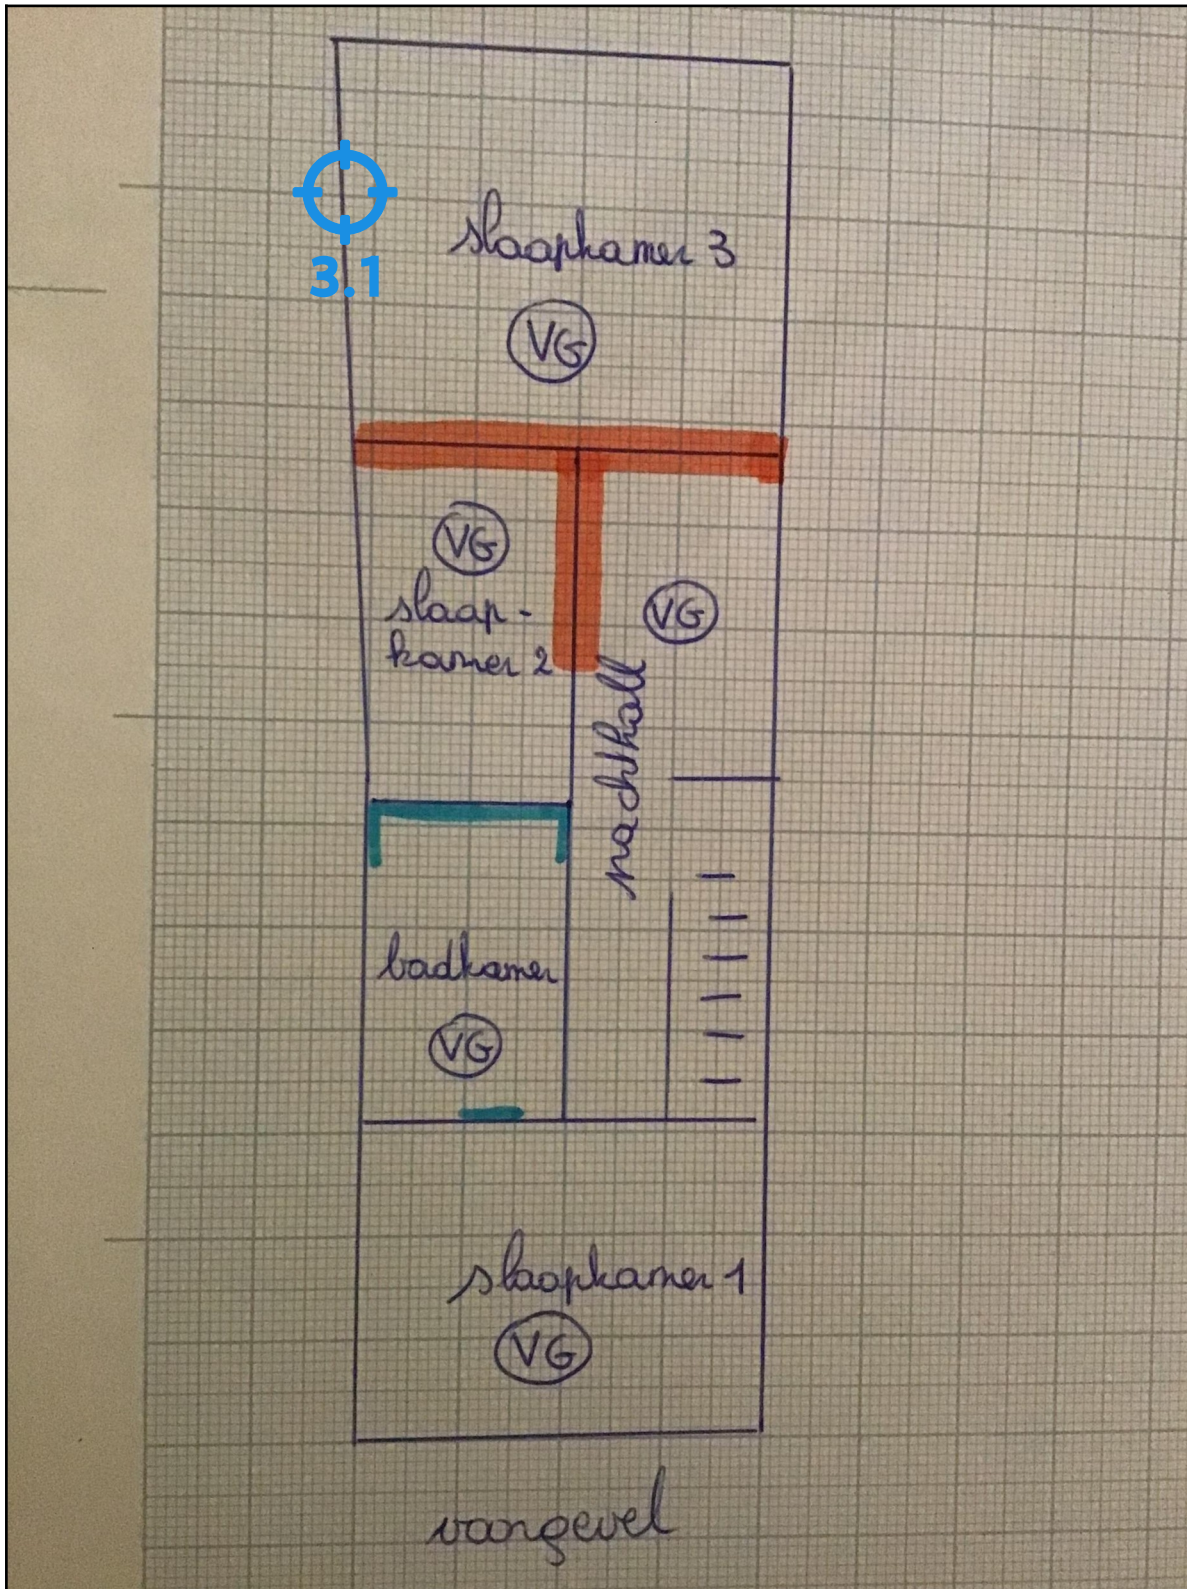 3.1
slaapkamer 3
VG
VG
slaap-
kamer 2
VG
nachthall
badkamer
VG
slaapkamer 1
VG
voorgevel